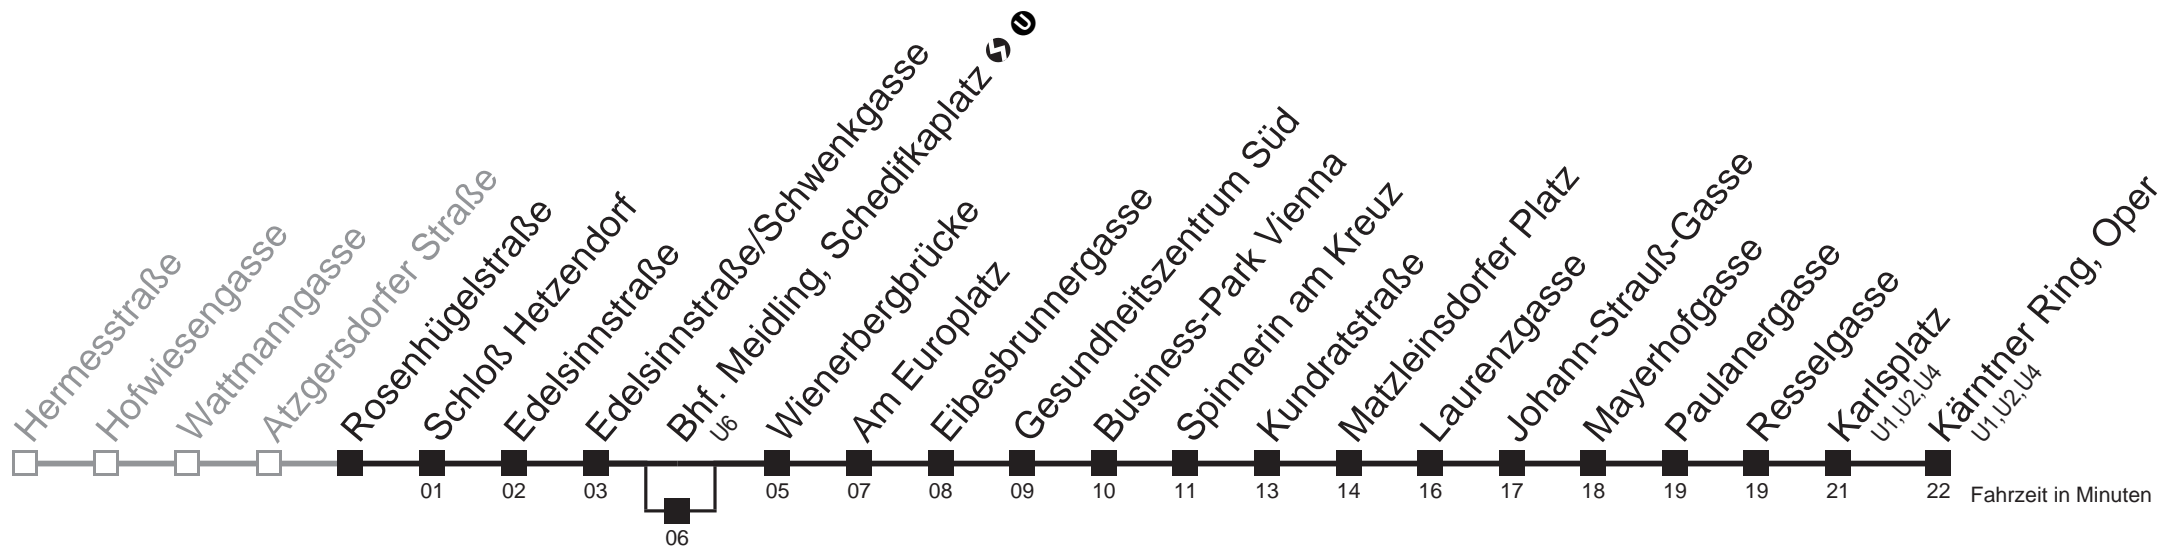 Hermesstraße
Hofwiesengasse
Wattmanngasse
Atzgersdorfer Straße
Rosenhügelstraße
Schloß Hetzendorf
01
Edelsinnstraße
02
Edelsinnstraße/Schwenkgasse
03
Bhf. Meidling, Schedifkaplatz
U
U6
06
Wienerbergbrücke
05
Am Europlatz
07
Eibesbrunnergasse
08
Gesundheitszentrum Süd
09
Business-Park Vienna
10
Spinnerin am Kreuz
11
Kundratstraße
13
Matzleinsdorfer Platz
14
Laurenzgasse
16
Johann-Strauß-Gasse
17
Mayerhofgasse
18
Paulanergasse
19
Resselgasse
19
Karlsplatz
U1,U2,U4
21
Kärntner Ring, Oper
U1,U2,U4
22
Fahrzeit in Minuten